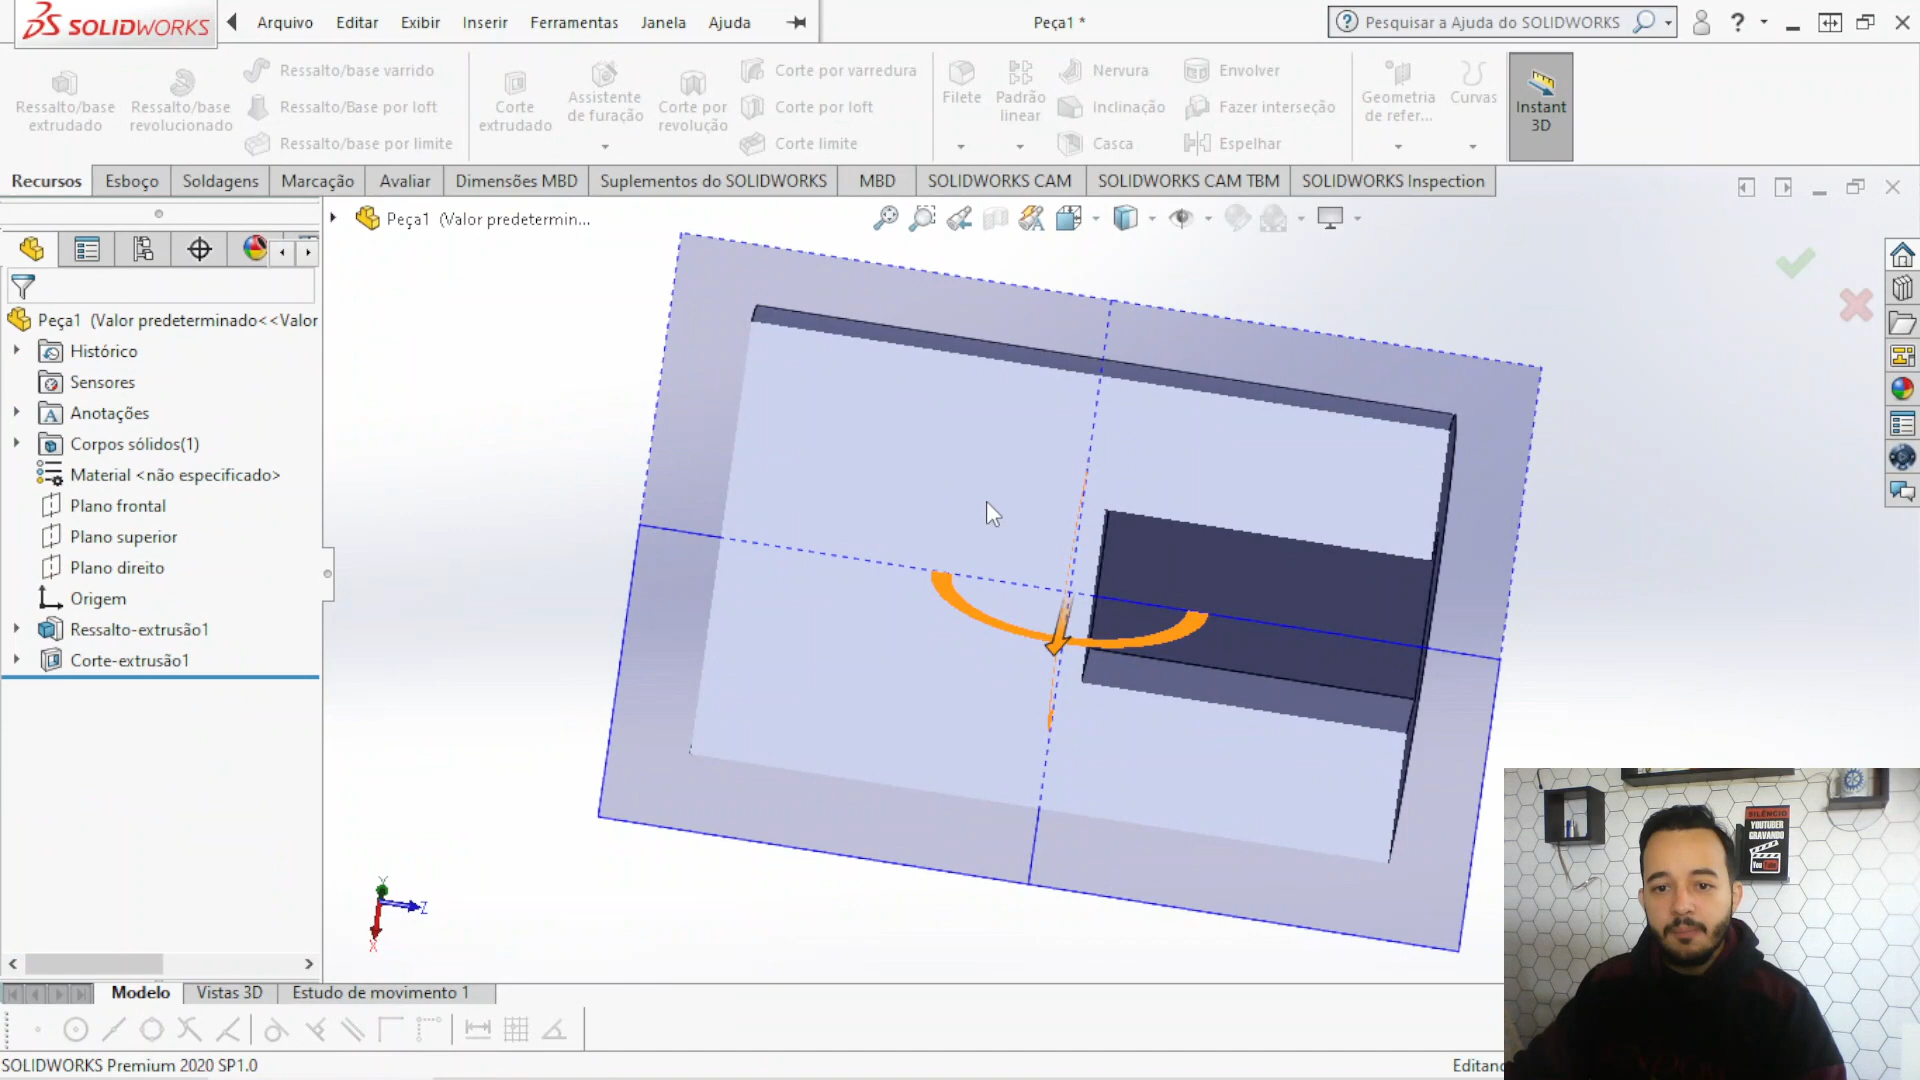 SOLIDWORKS
Arquivo Editar Exibir Inserir Ferramentas Janela Ajuda
Peça1 *
Pesquisar a Ajuda do SOLIDWORKS
?
Ressalto/base extrudado
Ressalto/base revolucionado
Ressalto/base varrido
Ressalto/Base por loft
Ressalto/base por limite
Corte extrudado
Assistente de furação
Corte por revolução
Corte por varredura
Corte por loft
Corte limite
Filete
Padrão linear
Nervura
Inclinação
Casca
Envolver
Fazer interseção
Espelhar
Geometria de refer...
Curvas
Instant 3D
Recursos Esboço Soldagens Marcação Avaliar Dimensões MBD Suplementos do SOLIDWORKS MBD SOLIDWORKS CAM SOLIDWORKS CAM TBM SOLIDWORKS Inspection
Peça1 (Valor predetermin...
Peça1 (Valor predeterminado<<Valor
Histórico
Sensores
Anotações
Corpos sólidos(1)
Material <não especificado>
Plano frontal
Plano superior
Plano direito
Origem
Ressalto-extrusão1
Corte-extrusão1
Y
Z
X
SILÊNCIO
YOUTUBER
GRAVANDO
You Tube
Modelo Vistas 3D Estudo de movimento 1
SOLIDWORKS Premium 2020 SP1.0
Editand